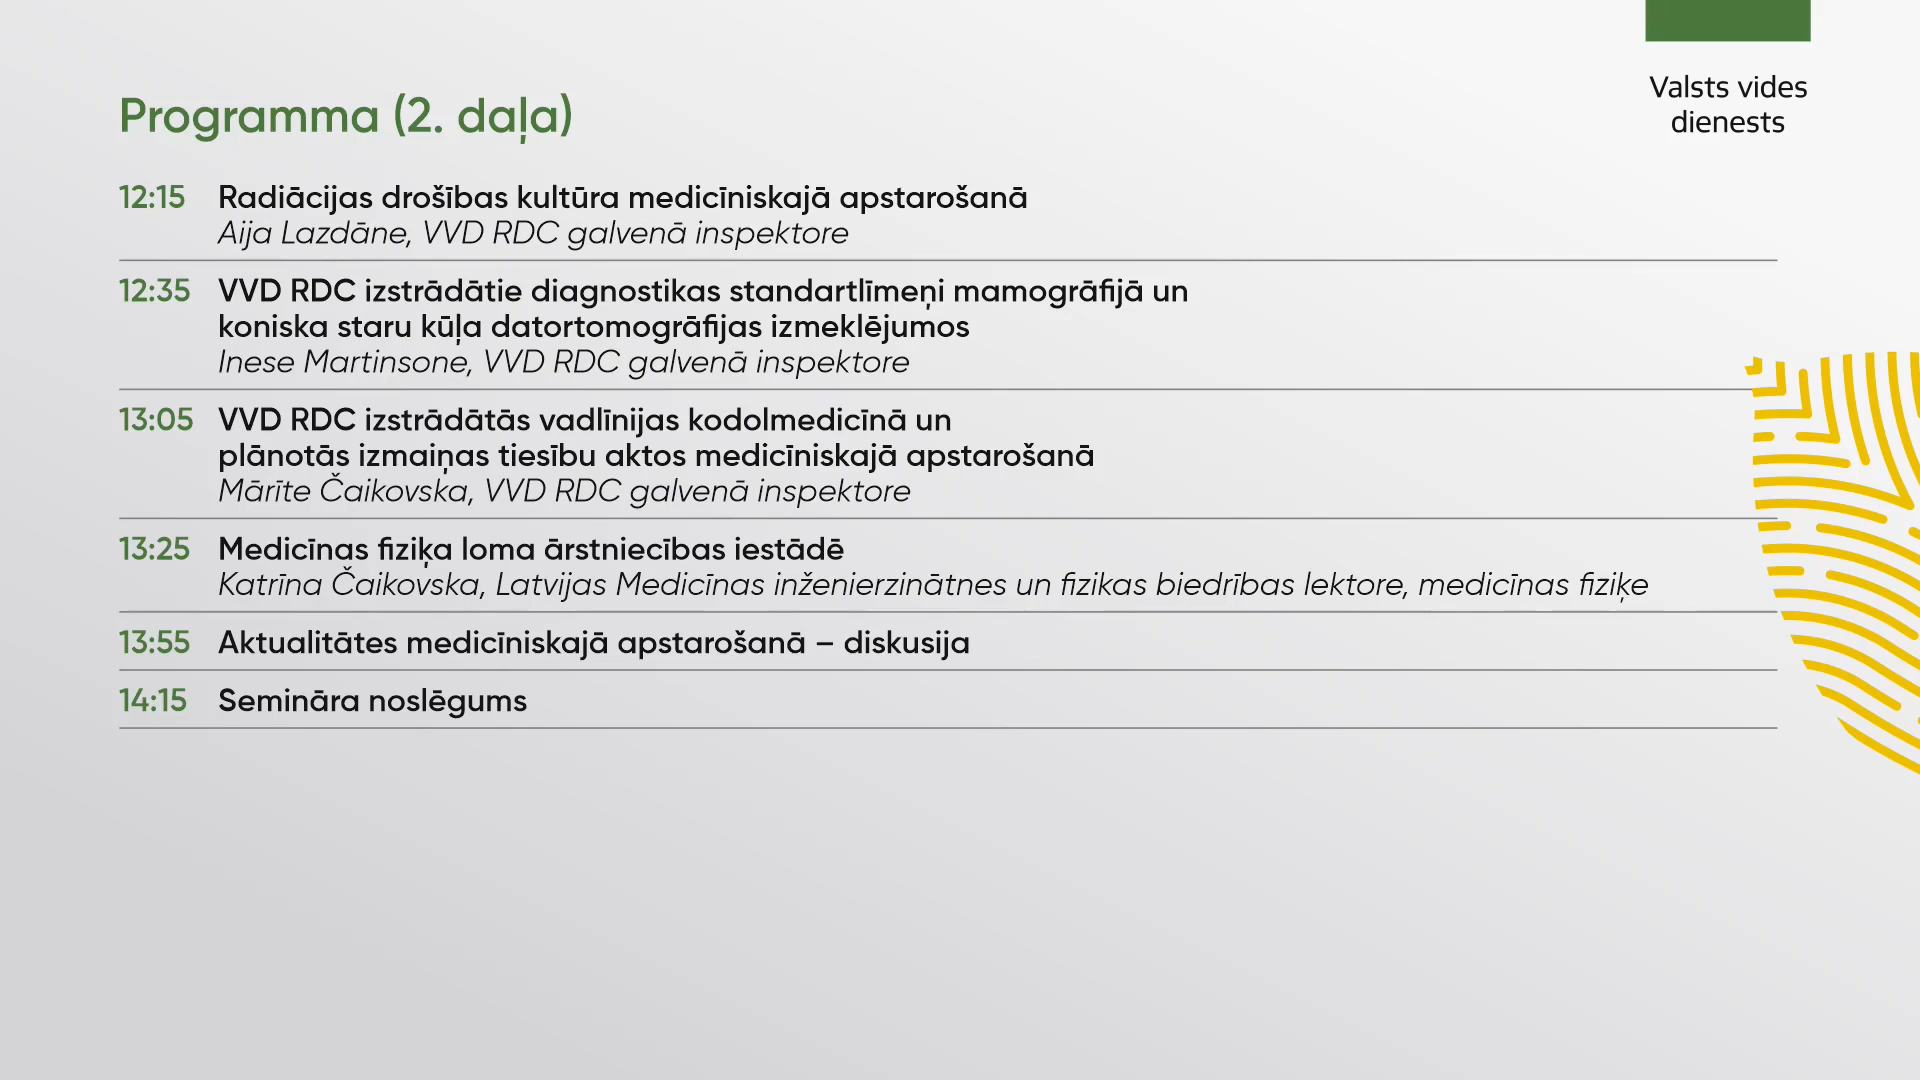 Valsts vides
dienests
Programma (2. daļa)
12:15 Radiācijas drošības kultūra medicīniskajā apstarošanā
Aija Lazdāne, VVD RDC galvenā inspektore
12:35 VVD RDC izstrādātie diagnostikas standartlīmeņi mamogrāfijā un
koniska staru kūļa datortomogrāfijas izmeklējumos
Inese Martinsone, VVD RDC galvenā inspektore
13:05 VVD RDC izstrādātās vadlīnijas kodolmedicīnā un
plānotās izmaiņas tiesību aktos medicīniskajā apstarošanā
Mārīte Čaikovska, VVD RDC galvenā inspektore
13:25 Medicīnas fiziķa loma ārstniecības iestādē
Katrīna Čaikovska, Latvijas Medicīnas inženierzinātnes un fizikas biedrības lektore, medicīnas fiziķe
13:55 Aktualitātes medicīniskajā apstarošanā – diskusija
14:15 Semināra noslēgums